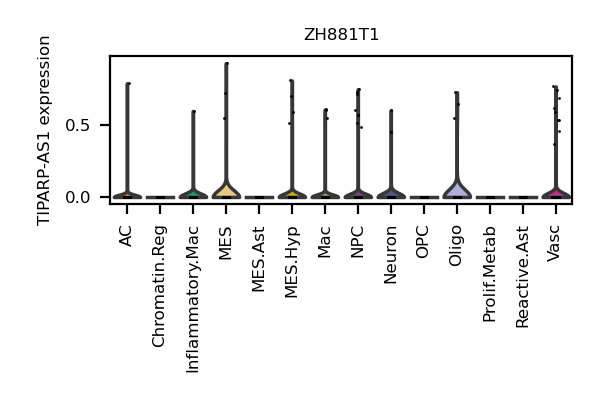 ZH881T1
TIPARP-AS1 expression
0.5
0.0
AC
Chromatin.Reg
Inflammatory.Mac
MES
MES.Ast
MES.Hyp
Mac
NPC
Neuron
OPC
Oligo
Prolif.Metab
Reactive.Ast
Vasc